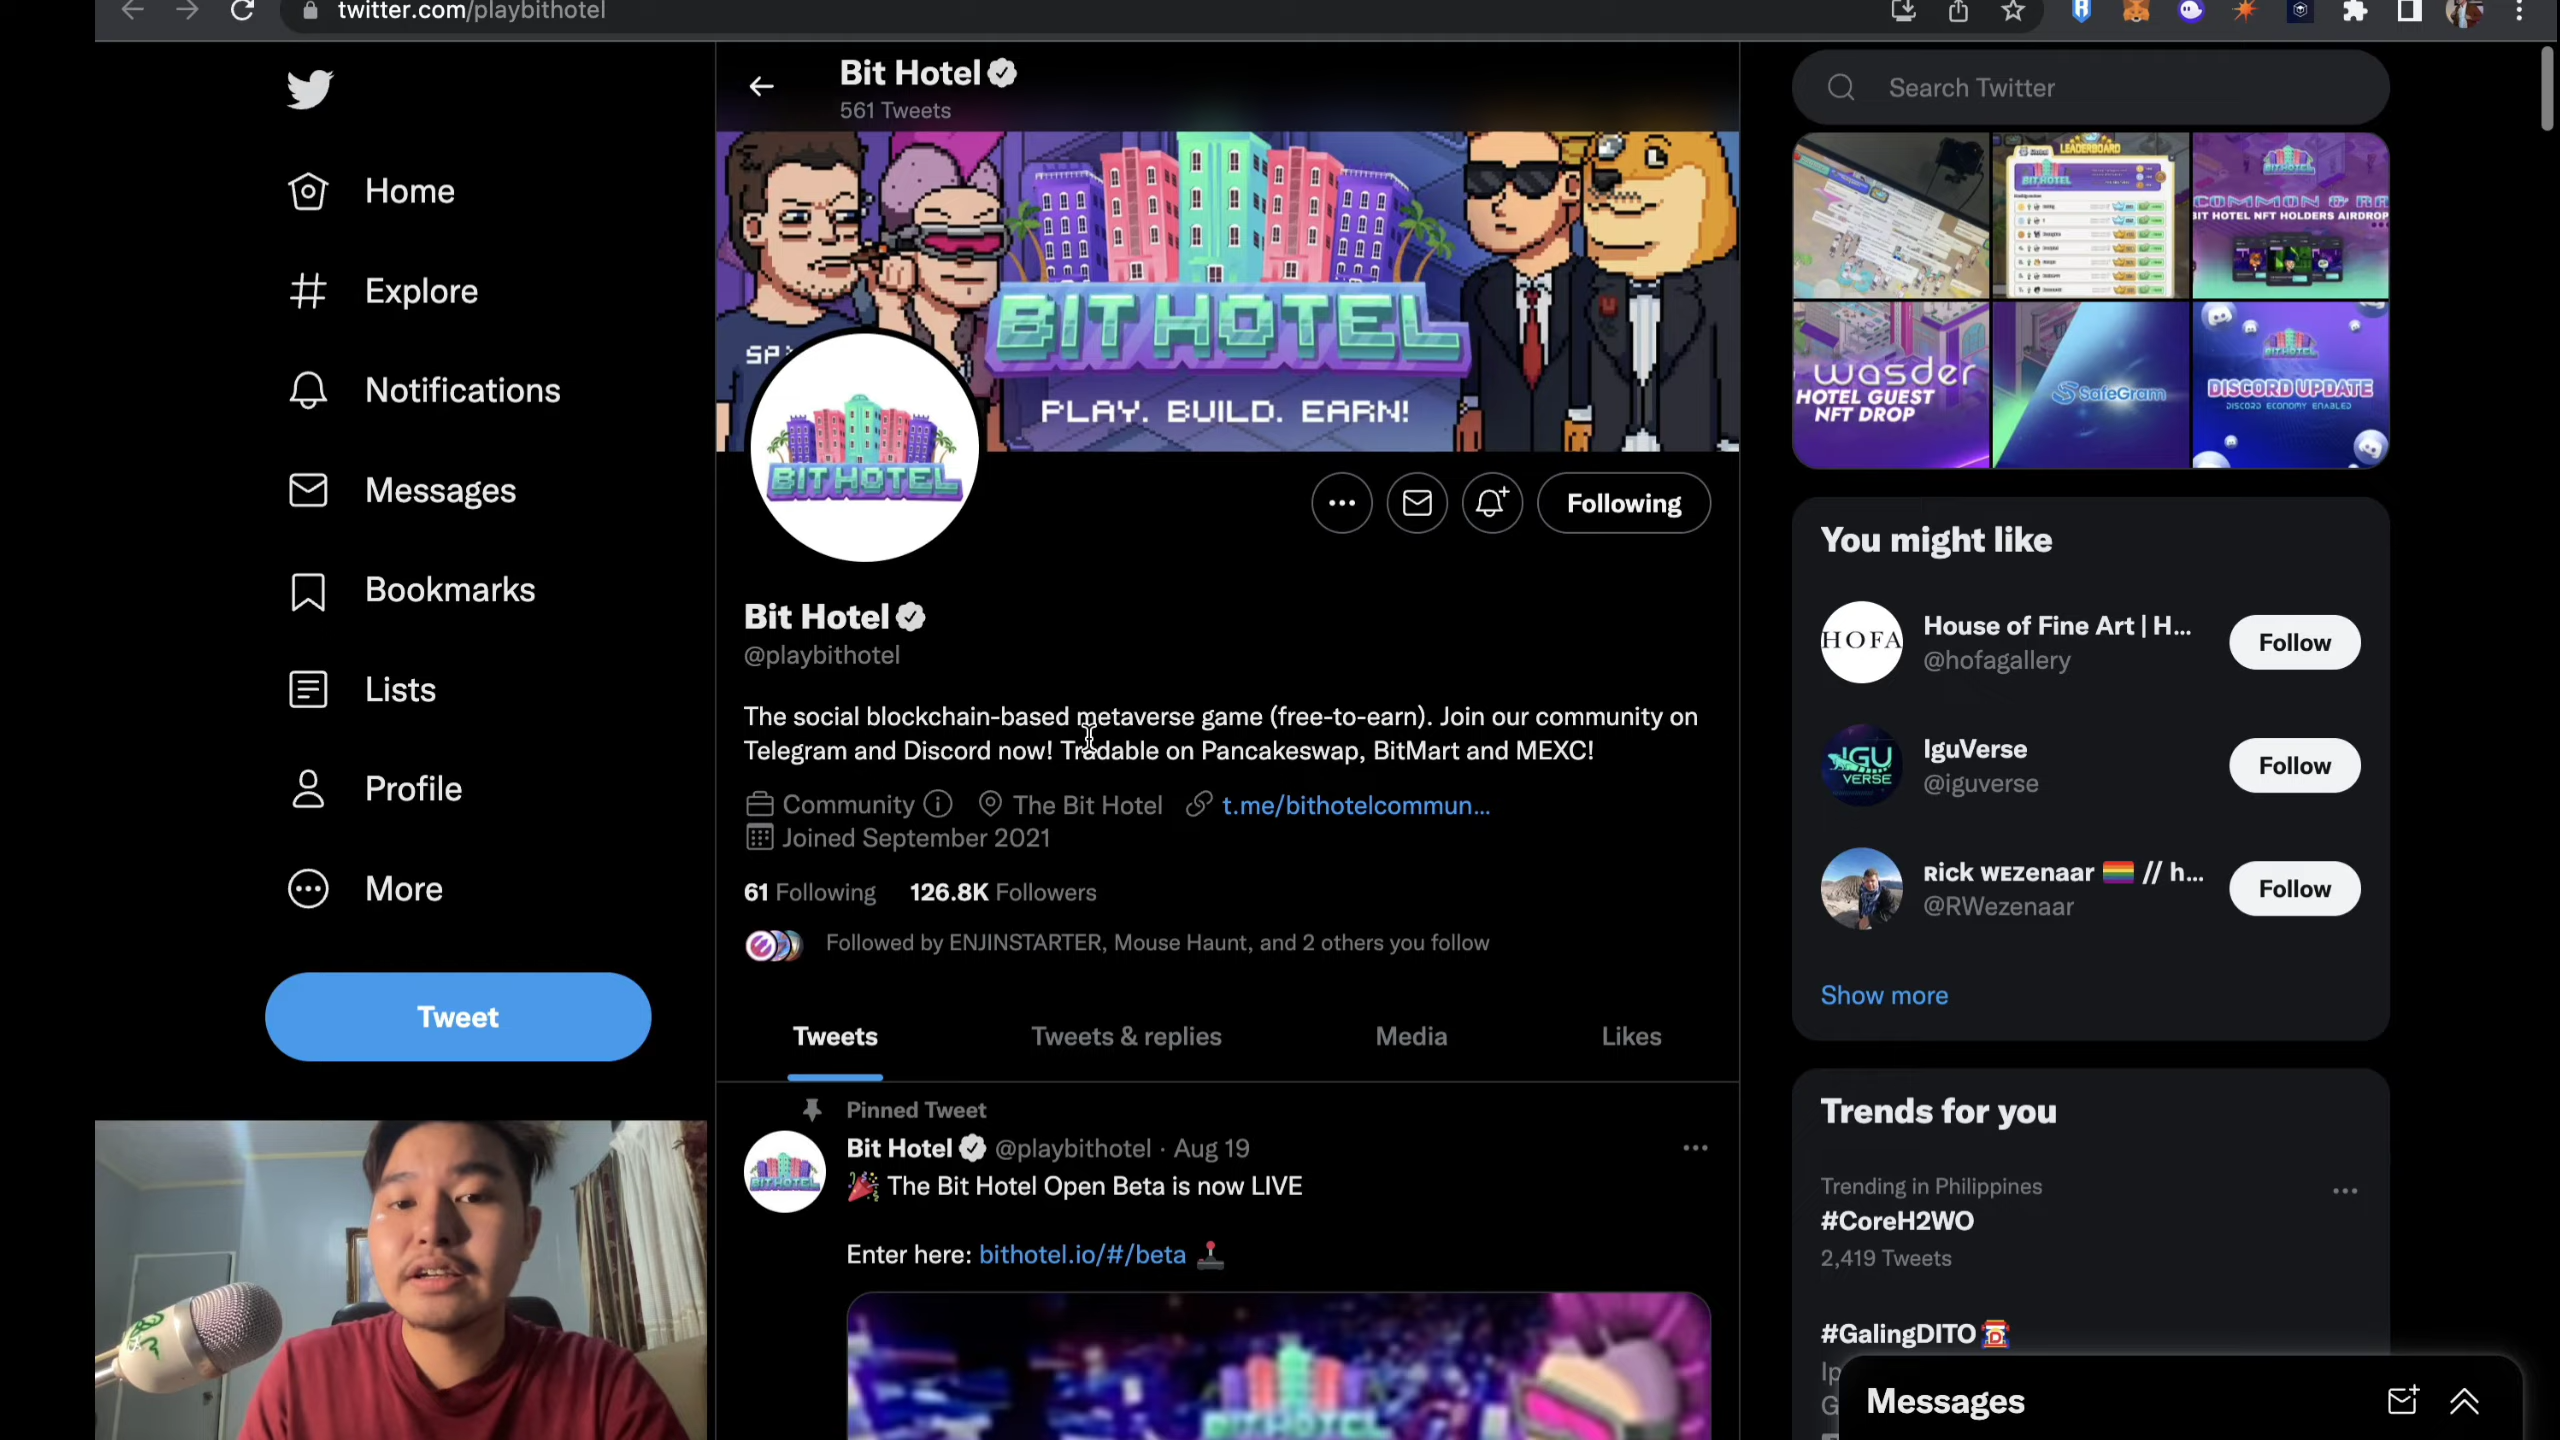 twitter.com/playbithotel
Home
Explore
Notifications
Messages
Bookmarks
Lists
Profile
More
Tweet
Bit Hotel
561 Tweets
BIT HOTEL
PLAY. BUILD. EARN!
BIT HOTEL
Following
Bit Hotel
@playbithotel
The social blockchain-based metaverse game (free-to-earn). Join our community on
Telegram and Discord now! Tradable on Pancakeswap, BitMart and MEXC!
Community The Bit Hotel t.me/bithotelcommun...
Joined September 2021
61 Following 126.8K Followers
Followed by ENJINSTARTER, Mouse Haunt, and 2 others you follow
Tweets Tweets & replies Media Likes
Pinned Tweet
Bit Hotel @playbithotel · Aug 19
The Bit Hotel Open Beta is now LIVE
Enter here: bithotel.io/#/beta
Search Twitter
LEADERBOARD
BIT HOTEL NFT HOLDERS AIRDROP
wasder
HOTEL GUEST
NFT DROP
SafeGram
DISCORD UPDATE
DISCORD ECONOMY ENABLED
You might like
HOFA
House of Fine Art | H...
@hofagallery
Follow
IGU
VERSE
IguVerse
@iguverse
Follow
Rick WEZENAAR // h...
@RWezenaar
Follow
Show more
Trends for you
Trending in Philippines
#CoreH2WO
2,419 Tweets
#GalingDITO
Messages